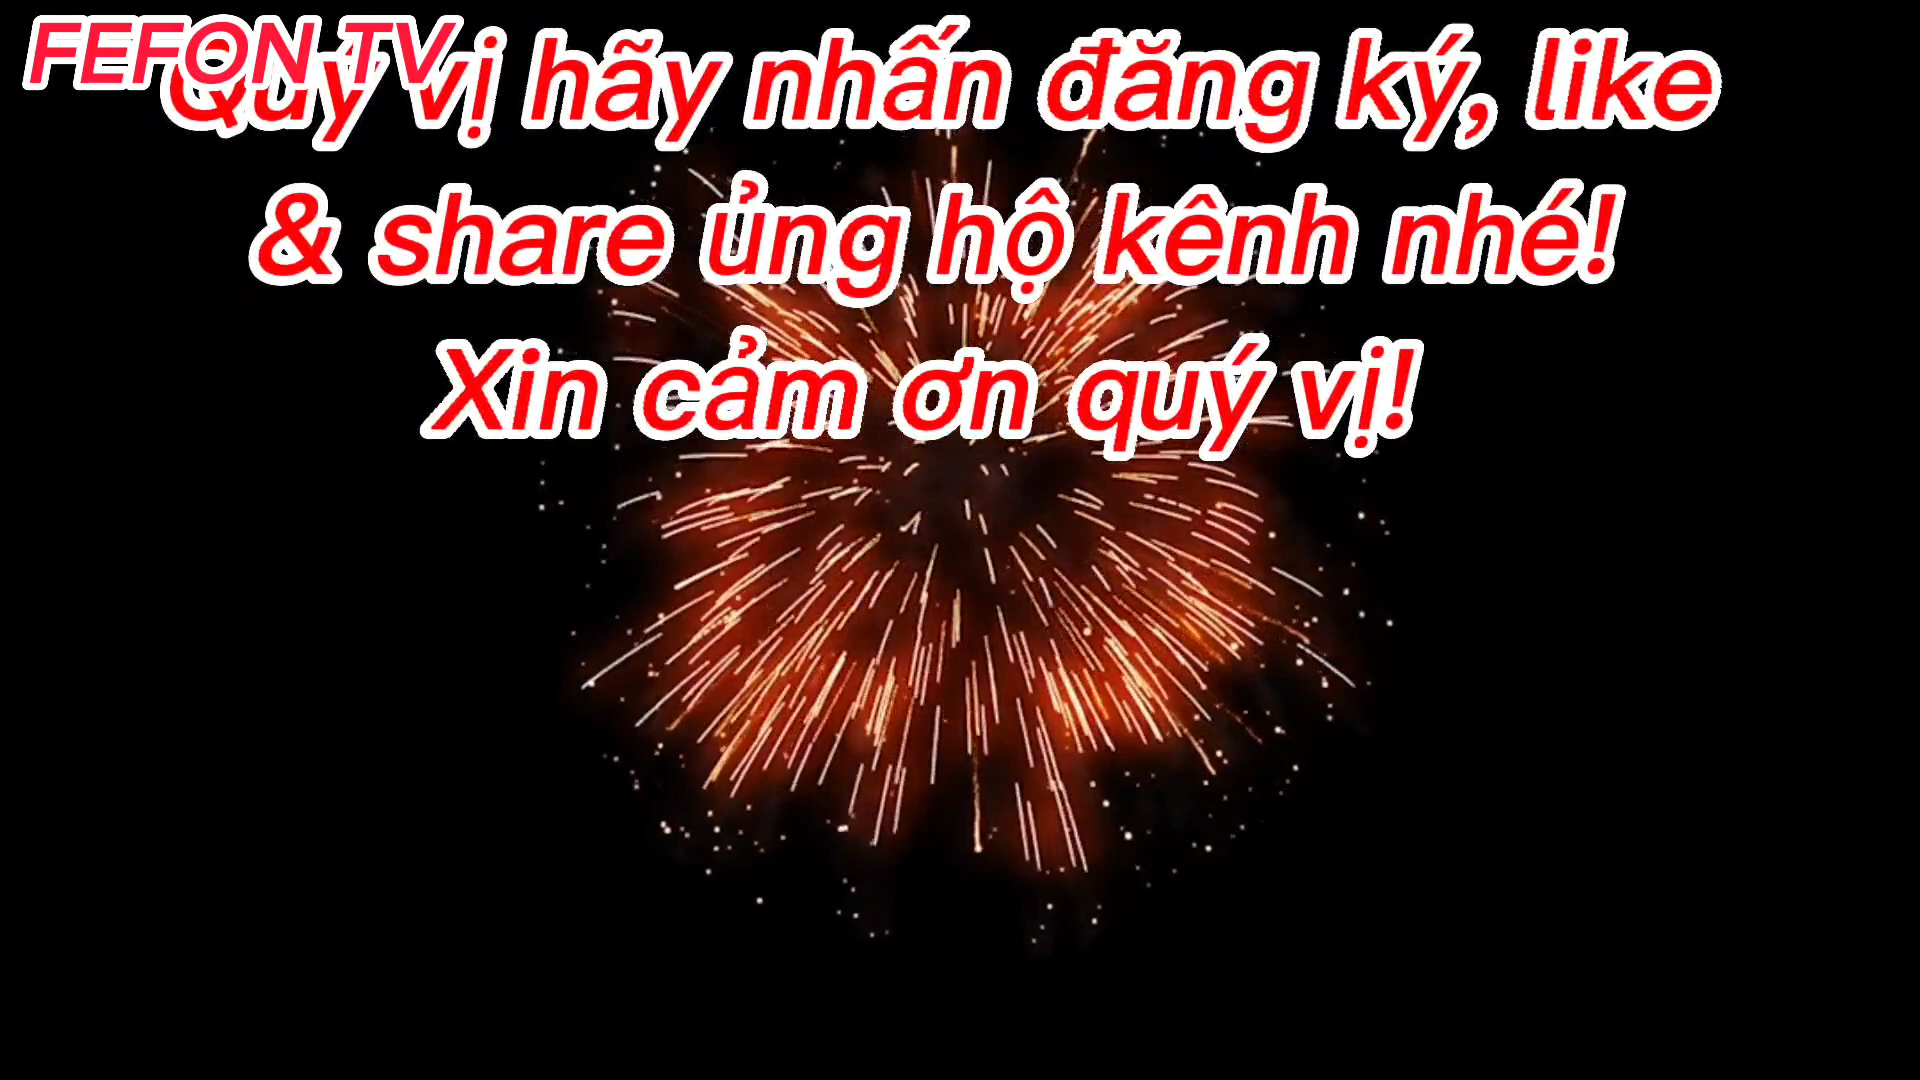 FEFON TV
Quý vị hãy nhấn đăng ký, like
& share ủng hộ kênh nhé!
Xin cảm ơn quý vị!